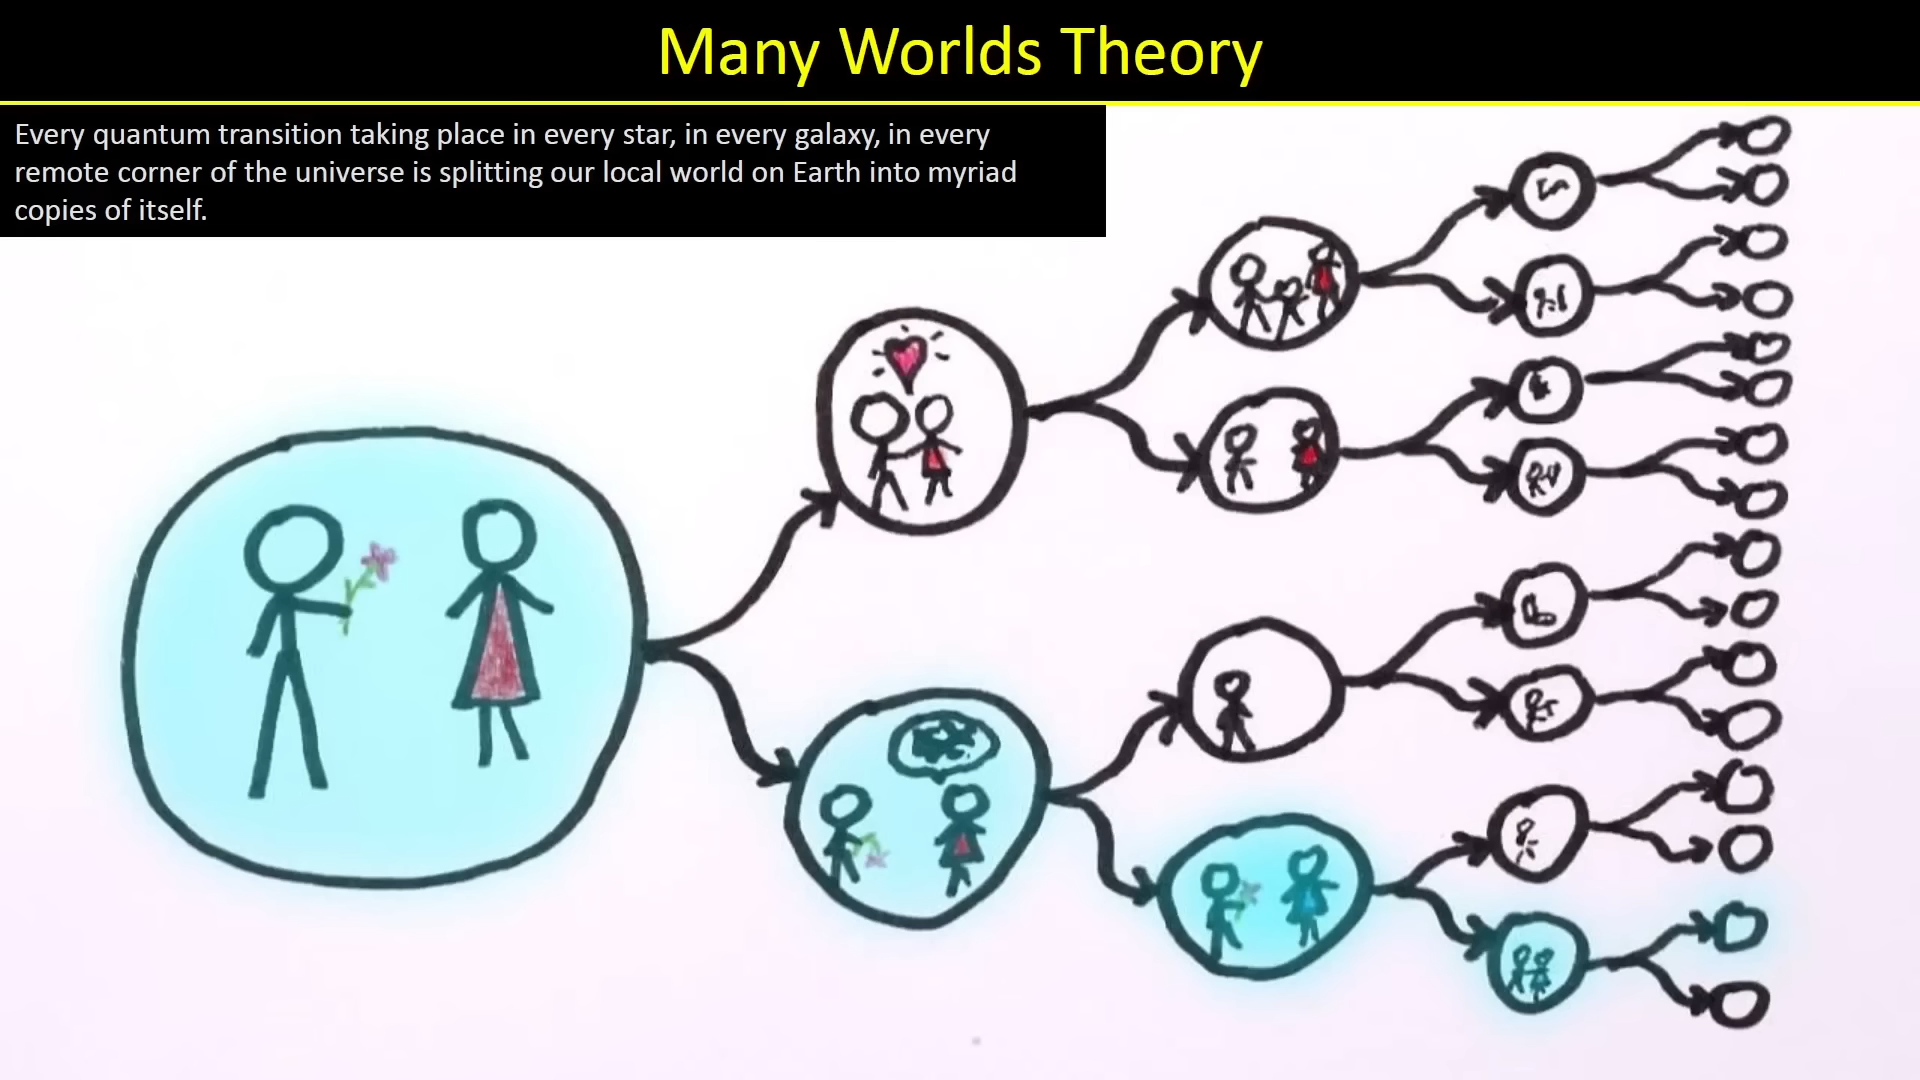 Many Worlds Theory
Every quantum transition taking place in every star, in every galaxy, in every
remote corner of the universe is splitting our local world on Earth into myriad
copies of itself.